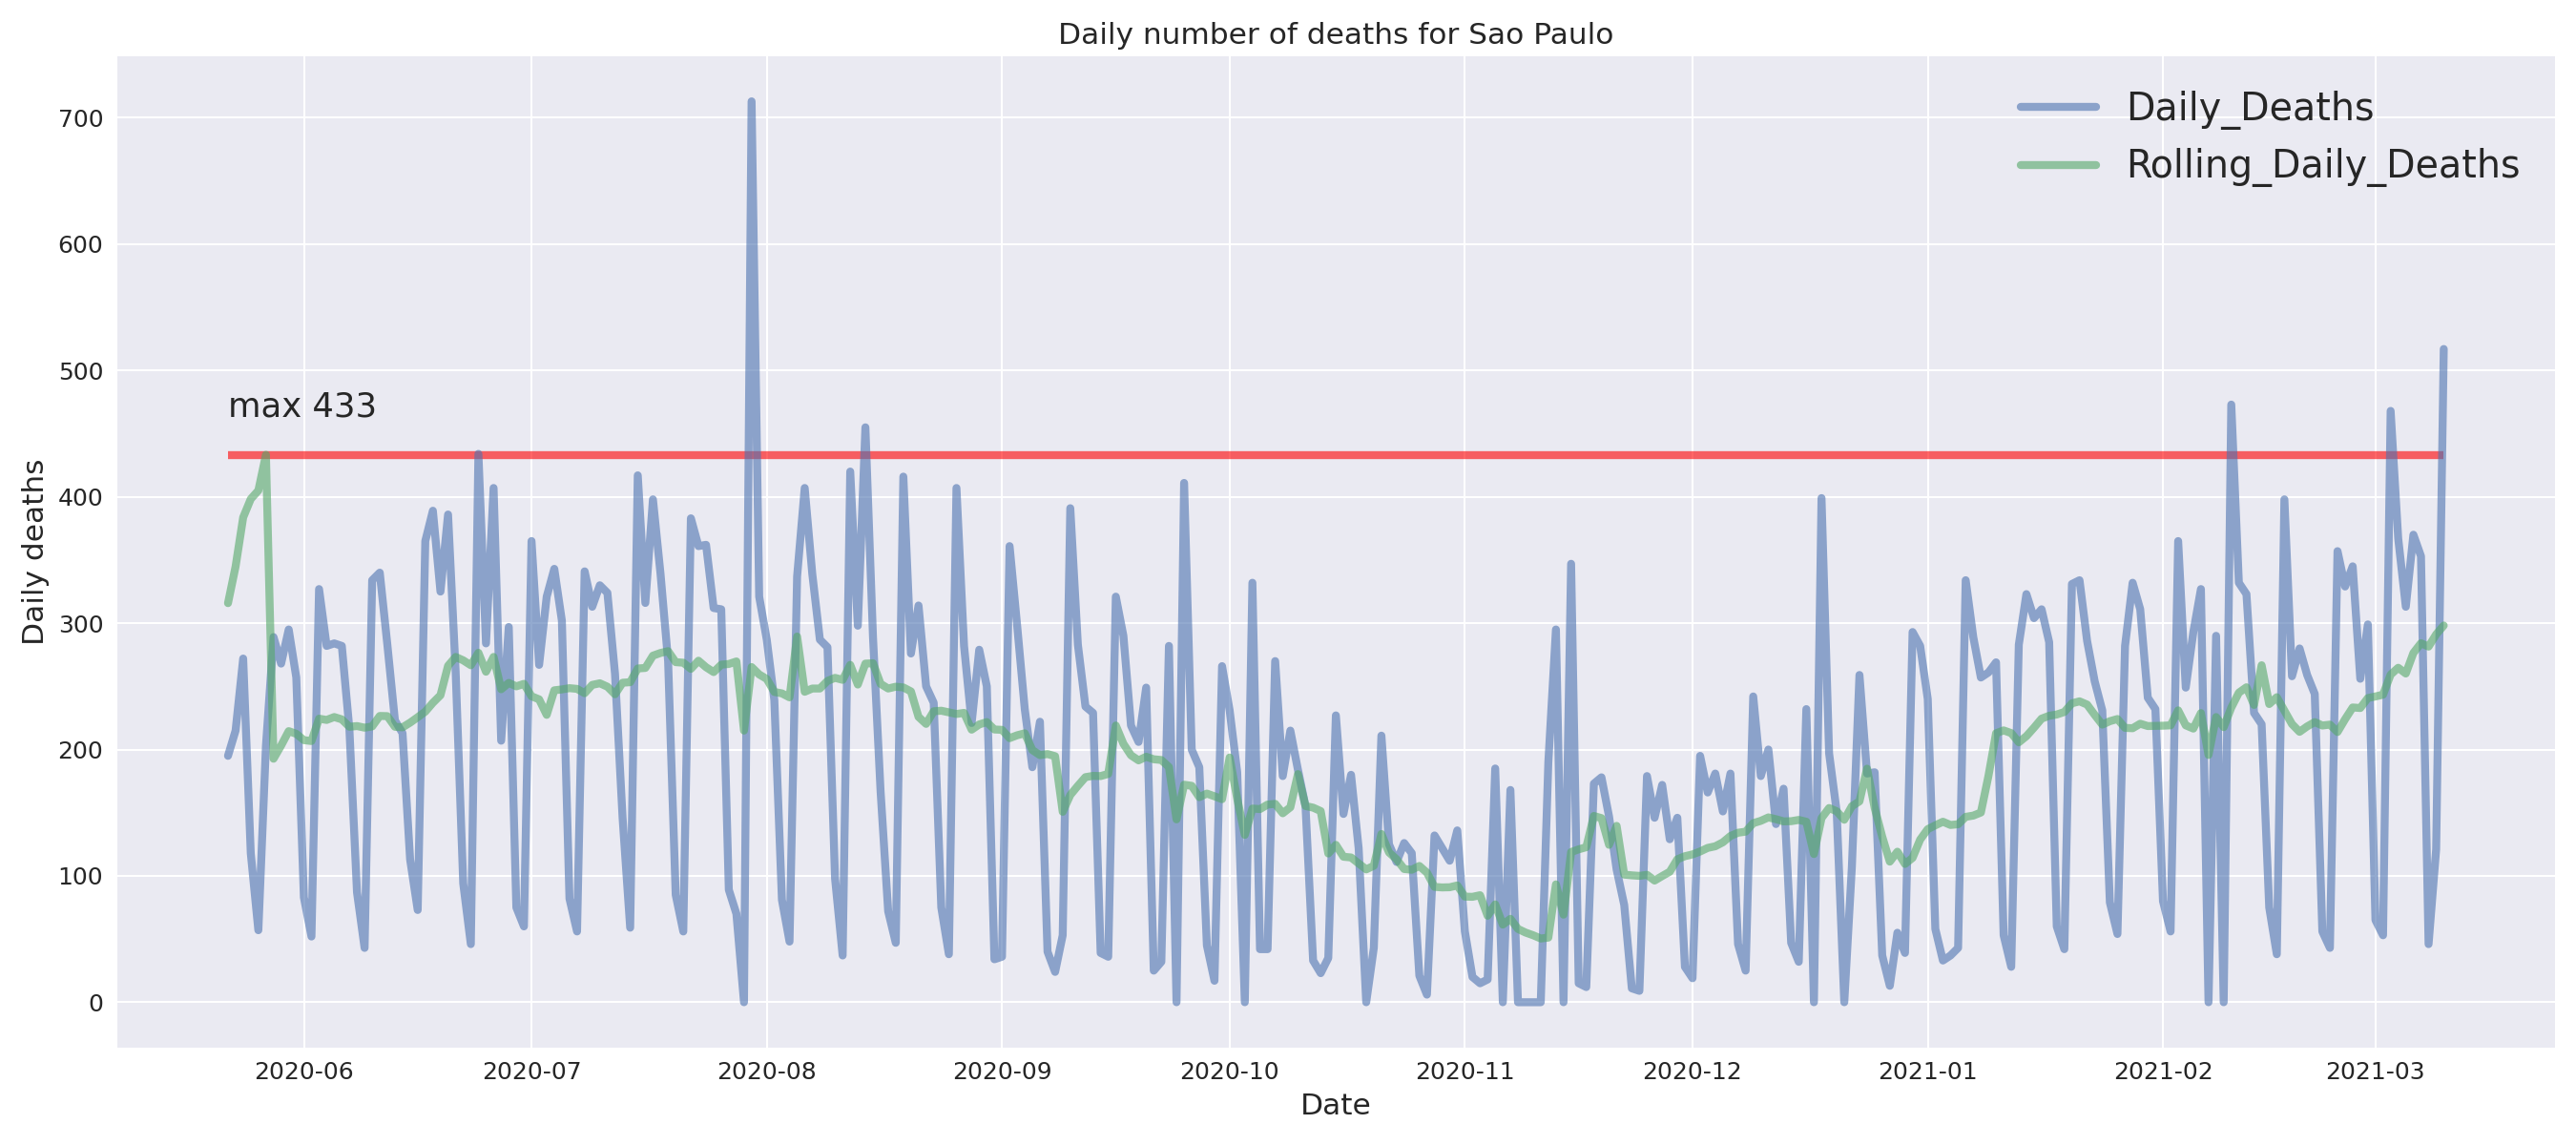 Daily number of deaths for Sao Paulo
Daily_Deaths
Rolling_Daily_Deaths
max 433
Daily deaths
700
600
500
400
300
200
100
0
2020-06 2020-07 2020-08 2020-09 2020-10 2020-11 2020-12 2021-01 2021-02 2021-03
Date